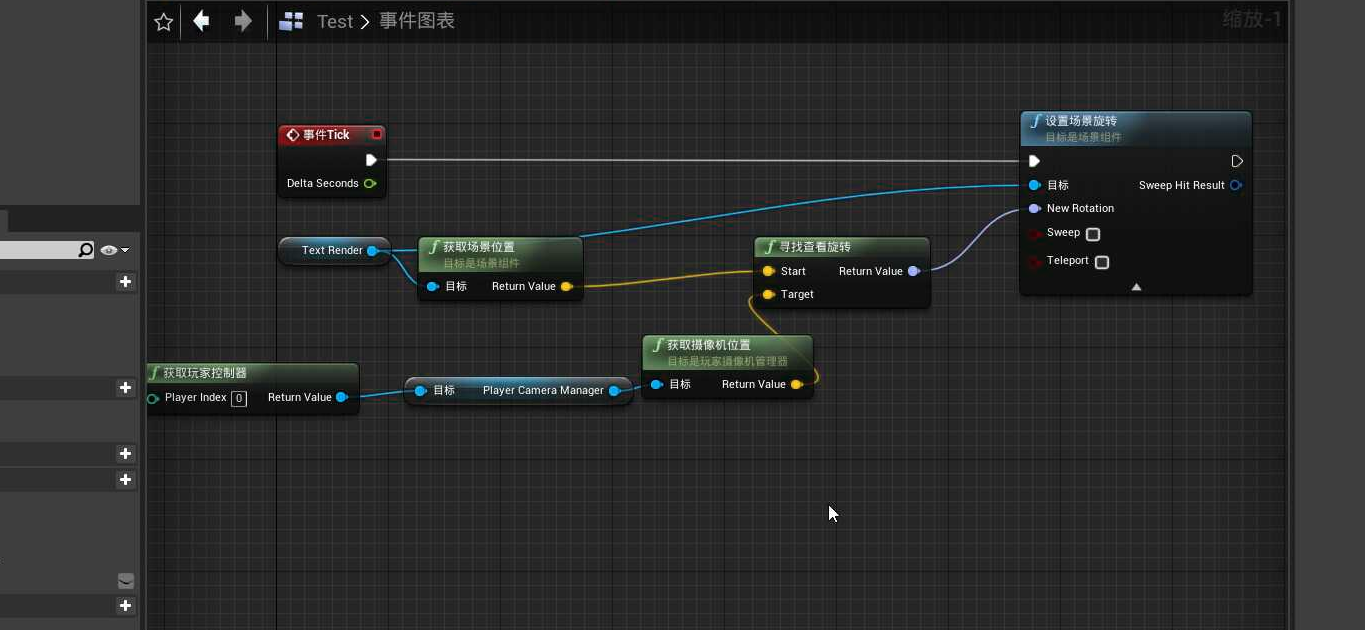 Test > 事件图表
缩放-1
事件Tick
Delta Seconds
设置场景旋转
目标是场景组件
目标
Sweep Hit Result
New Rotation
Sweep
Teleport
Text Render
获取场景位置
目标是场景组件
目标
Return Value
寻找查看旋转
Start
Return Value
Target
获取摄像机位置
目标是玩家摄像机管理器
目标
Return Value
获取玩家控制器
Player Index 0
Return Value
目标
Player Camera Manager